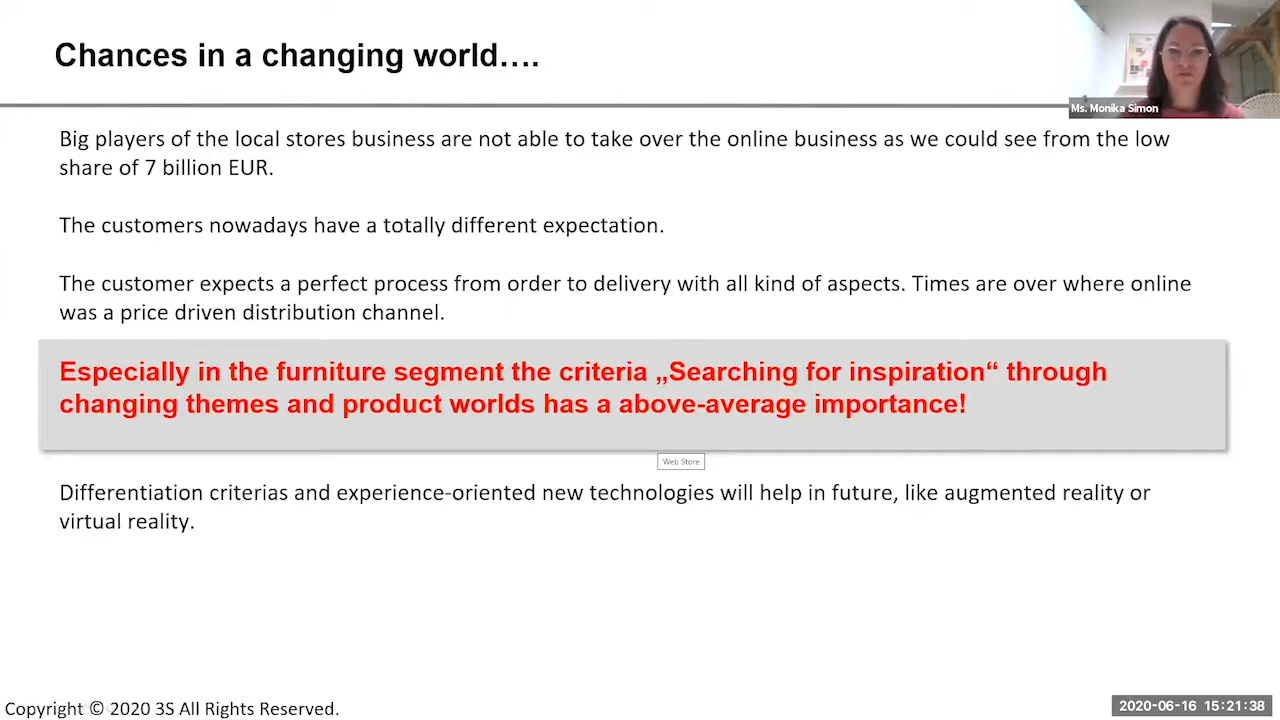 Chances in a changing world....
Ms. Monika Simon
Big players of the local stores business are not able to take over the online business as we could see from the low
share of 7 billion EUR.
The customers nowadays have a totally different expectation.
The customer expects a perfect process from order to delivery with all kind of aspects. Times are over where online
was a price driven distribution channel.
Especially in the furniture segment the criteria „Searching for inspiration“ through
changing themes and product worlds has a above-average importance!
Web Store
Differentiation criterias and experience-oriented new technologies will help in future, like augmented reality or
virtual reality.
Copyright © 2020 3S All Rights Reserved.
2020-06-16 15:21:38